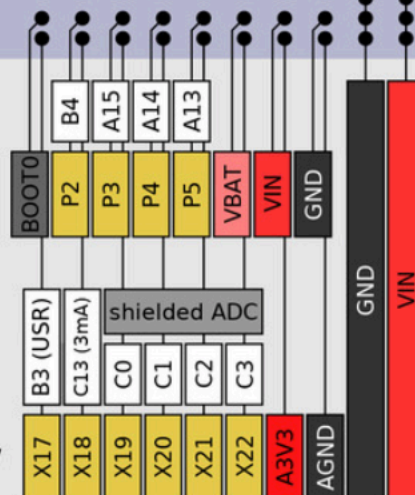 B4
A15
A14
A13
BOOT0
P2
P3
P4
P5
VBAT
VIN
GND
GND
VIN
shielded ADC
B3 (USR)
C13 (3mA)
C0
C1
C2
C3
X17
X18
X19
X20
X21
X22
A3V3
AGND